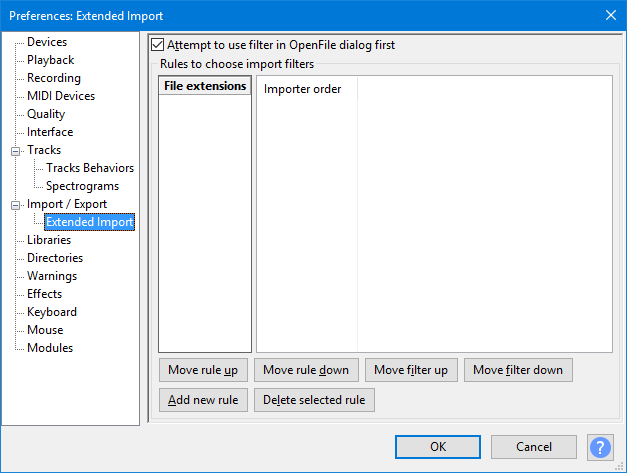 Preferences: Extended Import
Devices
Playback
Recording
MIDI Devices
Quality
Interface
Tracks
Tracks Behaviors
Spectrograms
Import / Export
Extended Import
Libraries
Directories
Warnings
Effects
Keyboard
Mouse
Modules
Attempt to use filter in OpenFile dialog first
Rules to choose import filters
File extensions
Importer order
Move rule up Move rule down Move filter up Move filter down
Add new rule Delete selected rule
OK Cancel ?